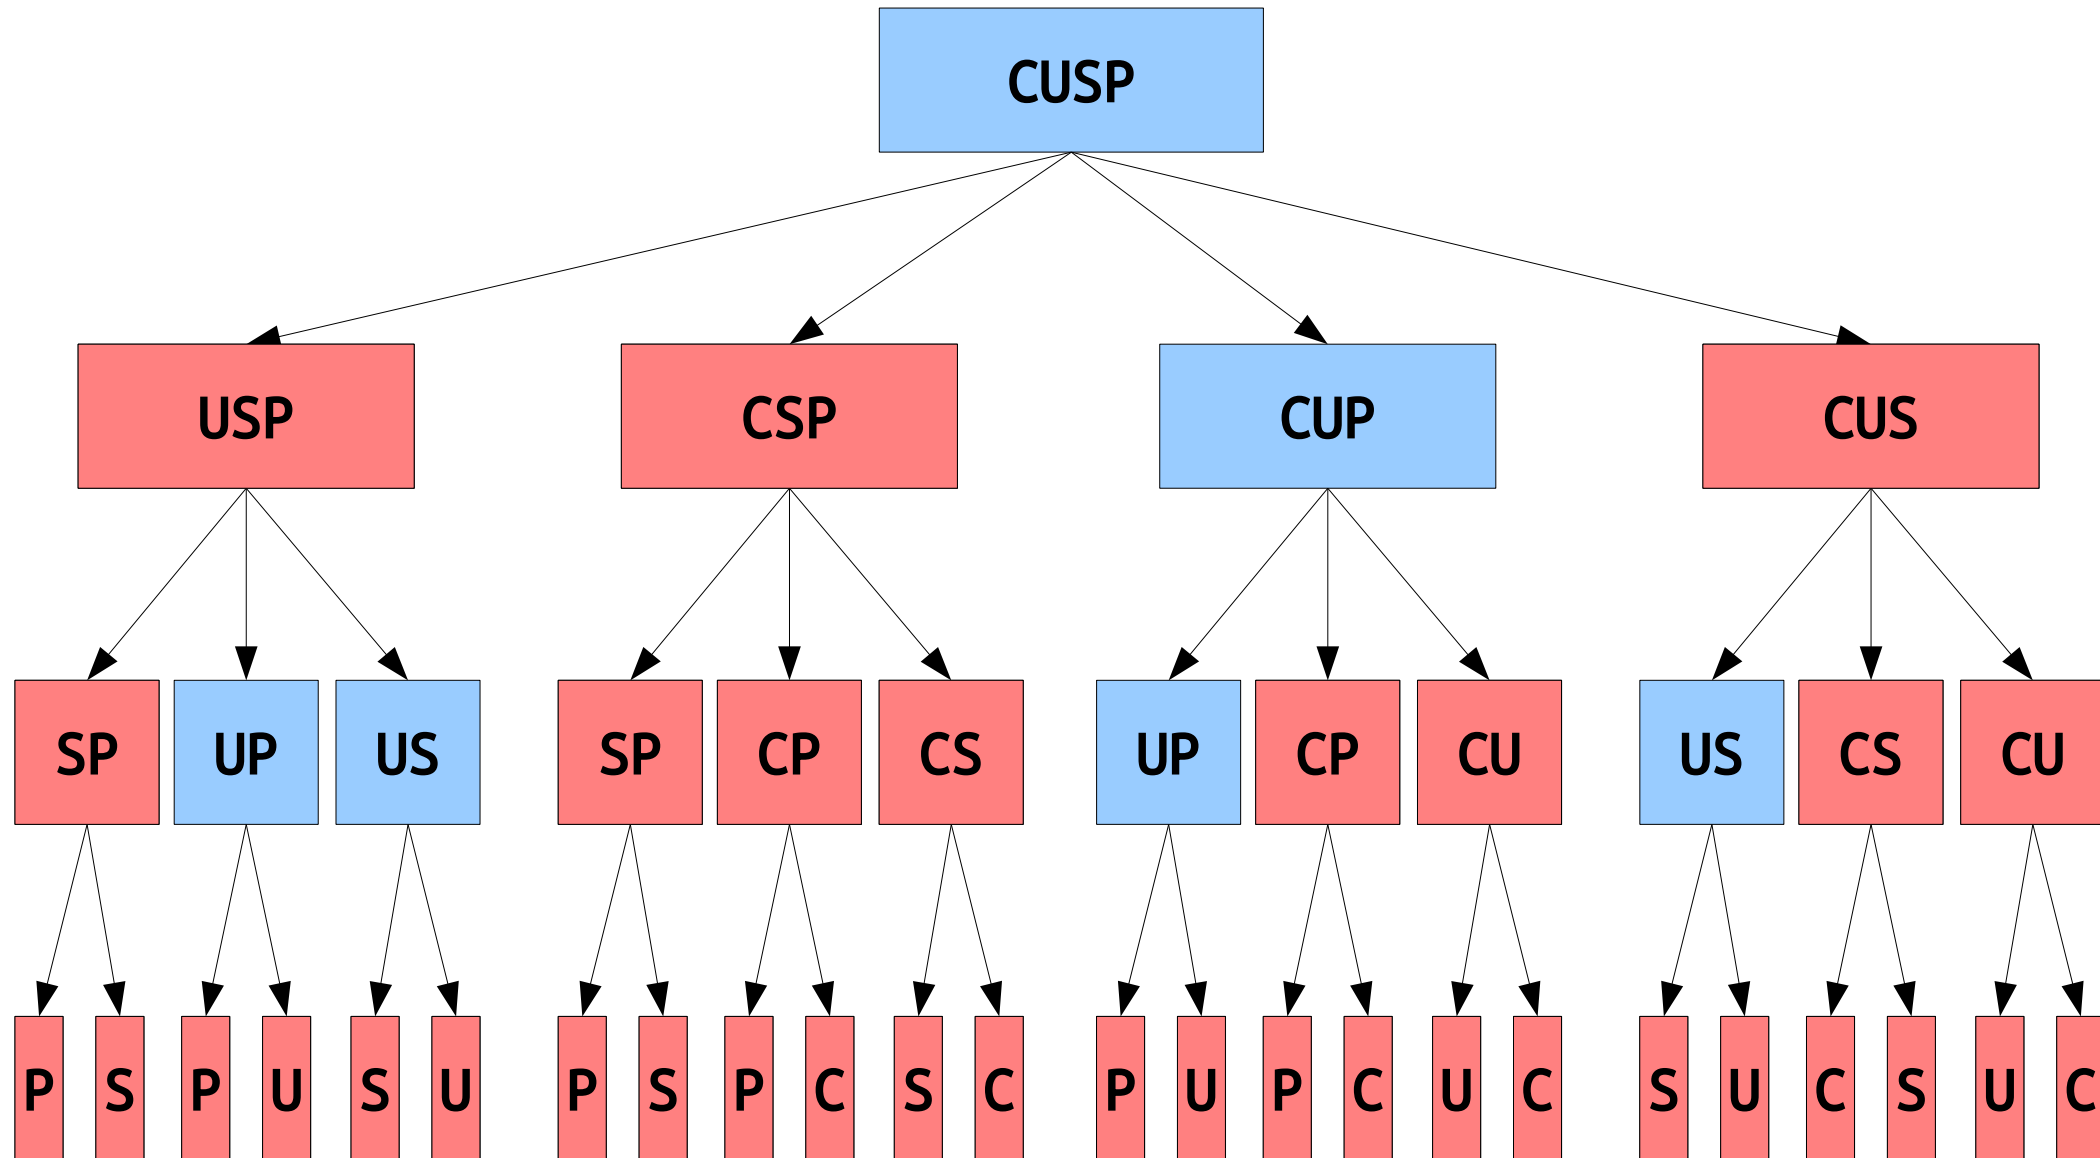 CUSP
USP CSP CUP CUS
SP UP US SP CP CS UP CP CU US CS CU
P S P U S U P S P C S C P U P C U C S U C S U C